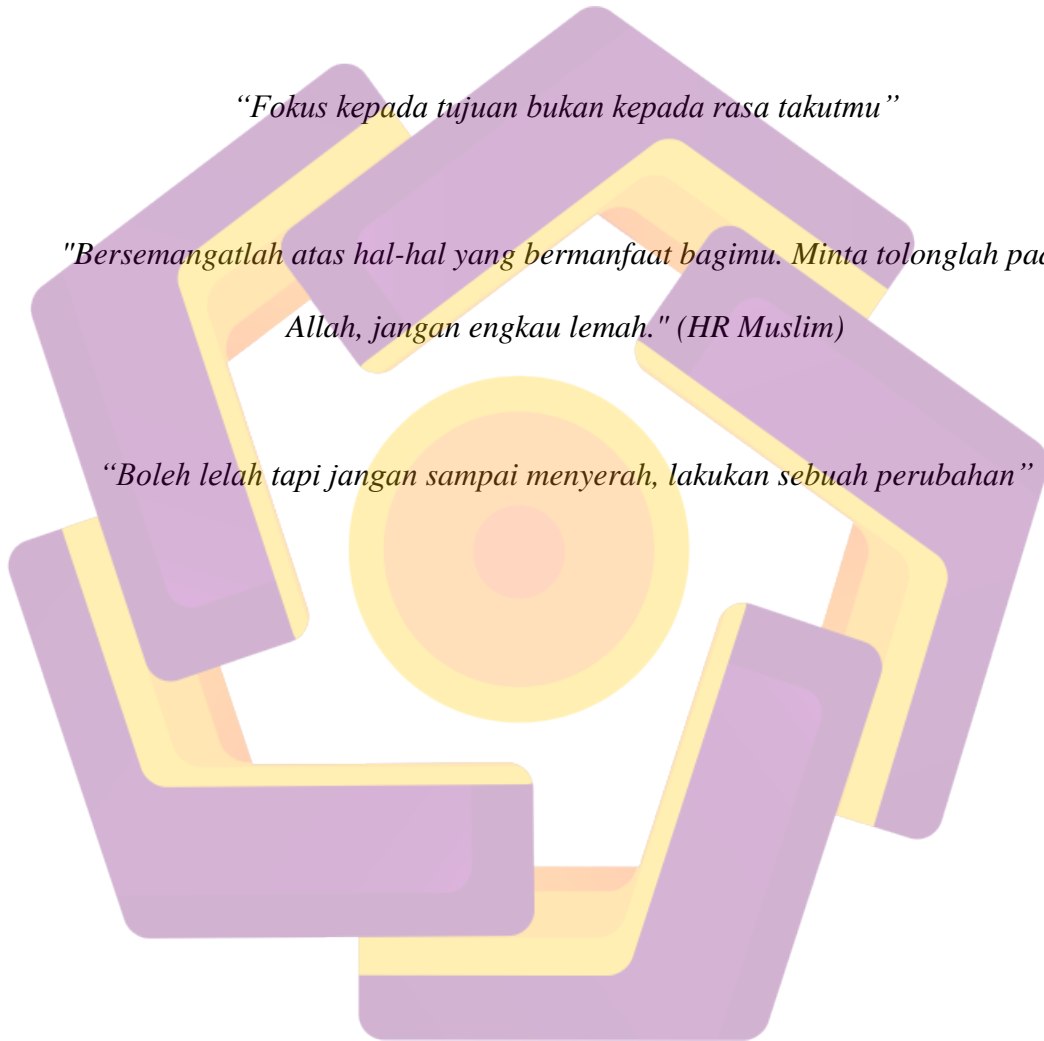 “Fokus kepada tujuan bukan kepada rasa takutmu”
"Bersemangatlah atas hal-hal yang bermanfaat bagimu. Minta tolonglah
Allah, jangan engkau lemah." (HR Muslim)
“Boleh lelah tapi jangan sampai menyerah, lakukan sebuah perubahan”